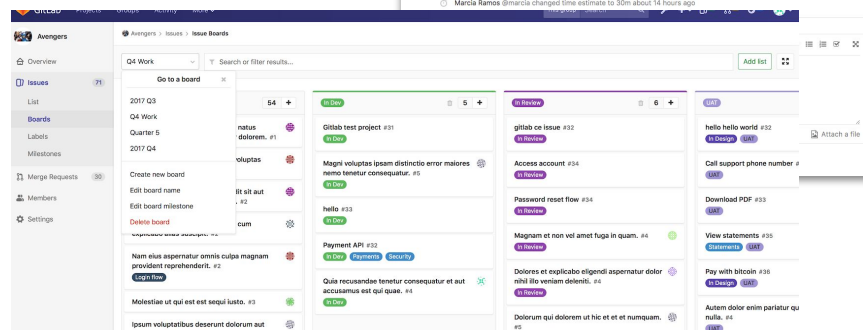 GitLab Projects Groups Activity More
Search
Marcia Ramos @marcia changed time estimate to 30m about 14 hours ago
Avengers
Avengers > Issues > Issue Boards
Overview
Issues 71
List
Boards
Labels
Milestones
Merge Requests 30
Members
Settings
Q4 Work
Search or filter results...
Add list
Go to a board
2017 Q3
Q4 Work
Quarter 5
2017 Q4
Create new board
Edit board name
Edit board milestone
Delete board
54 +
natus
dolorem. #1
voluptas
lit sit aut
#2
cum
explicabo alias suscipit. #2
Nam eius aspernatur omnis culpa magnam
provident reprehenderit. #2
Login flow
Molestiae ut qui est est sequi iusto. #3
Ipsum voluptatibus deserunt dolorum aut
In Dev 5 +
Gitlab test project #31
In Dev
Magni voluptas ipsam distinctio error maiores
nemo tenetur consequatur. #5
In Dev
hello #33
In Dev
Payment API #32
In Dev Payments Security
Quia recusandae tenetur consequatur et aut
accusamus est qui quae. #4
In Dev
In Review 6 +
gitlab ce issue #32
In Review
Access account #34
In Review
Password reset flow #34
In Review
Magnam et non vel amet fuga in quam. #4
In Review
Dolores et explicabo eligendi aspernatur dolor
nihil illo veniam deleniti. #4
In Review
Dolorum qui dolorem ut hic et et et numquam.
#5
UAT
hello hello world #32
In Design UAT
Call support phone number #
UAT
Download PDF #33
UAT
View statements #35
Statements UAT
Pay with bitcoin #36
In Design UAT
Autem dolor enim pariatur qu
nulla. #4
UAT
Attach a file